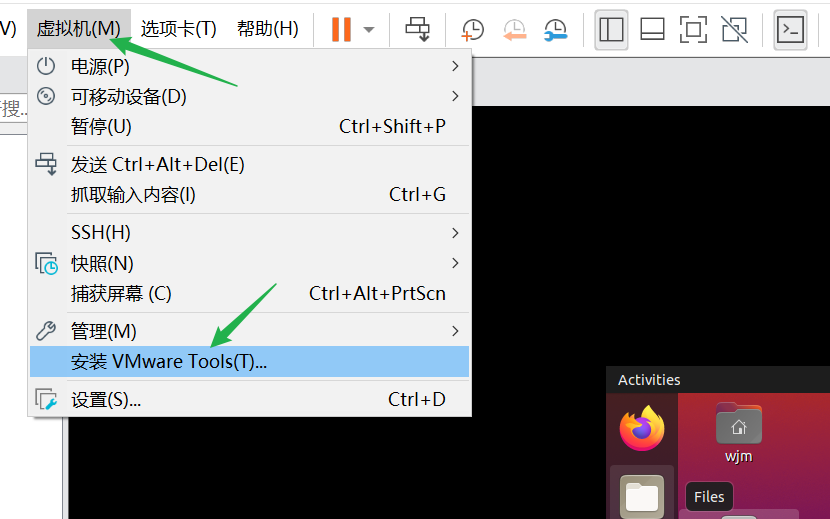 V) 虚拟机(M) 选项卡(T) 帮助(H)
电源(P)
可移动设备(D)
搜...
暂停(U) Ctrl+Shift+P
发送 Ctrl+Alt+Del(E)
抓取输入内容(I) Ctrl+G
SSH(H)
快照(N)
捕获屏幕 (C) Ctrl+Alt+PrtScn
管理(M)
安装 VMware Tools(T)...
Activities
设置(S)... Ctrl+D
wjm
Files